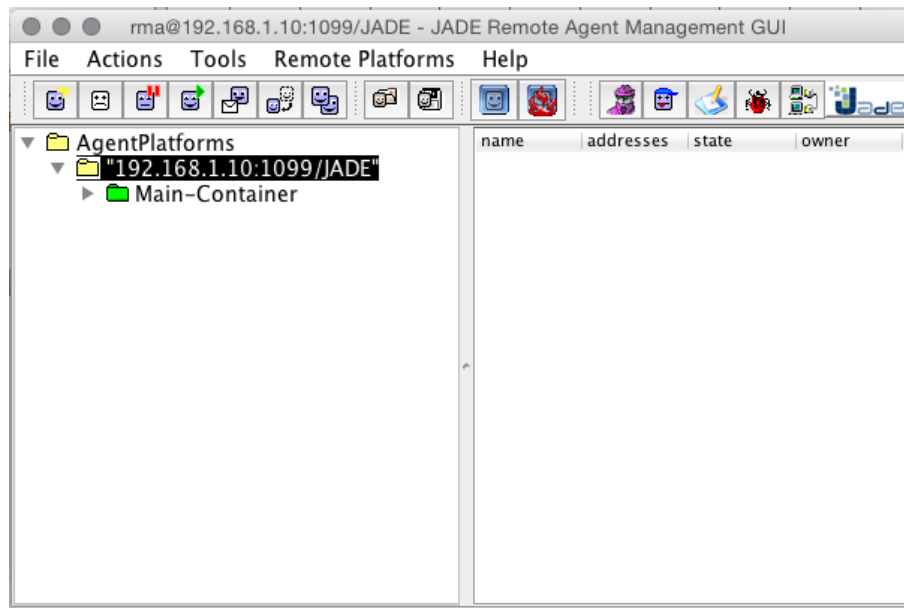 rma@192.168.1.10:1099/JADE - JADE Remote Agent Management GUI
File Actions Tools Remote Platforms Help
Jade
AgentPlatforms
"192.168.1.10:1099/JADE"
Main-Container
name addresses state owner